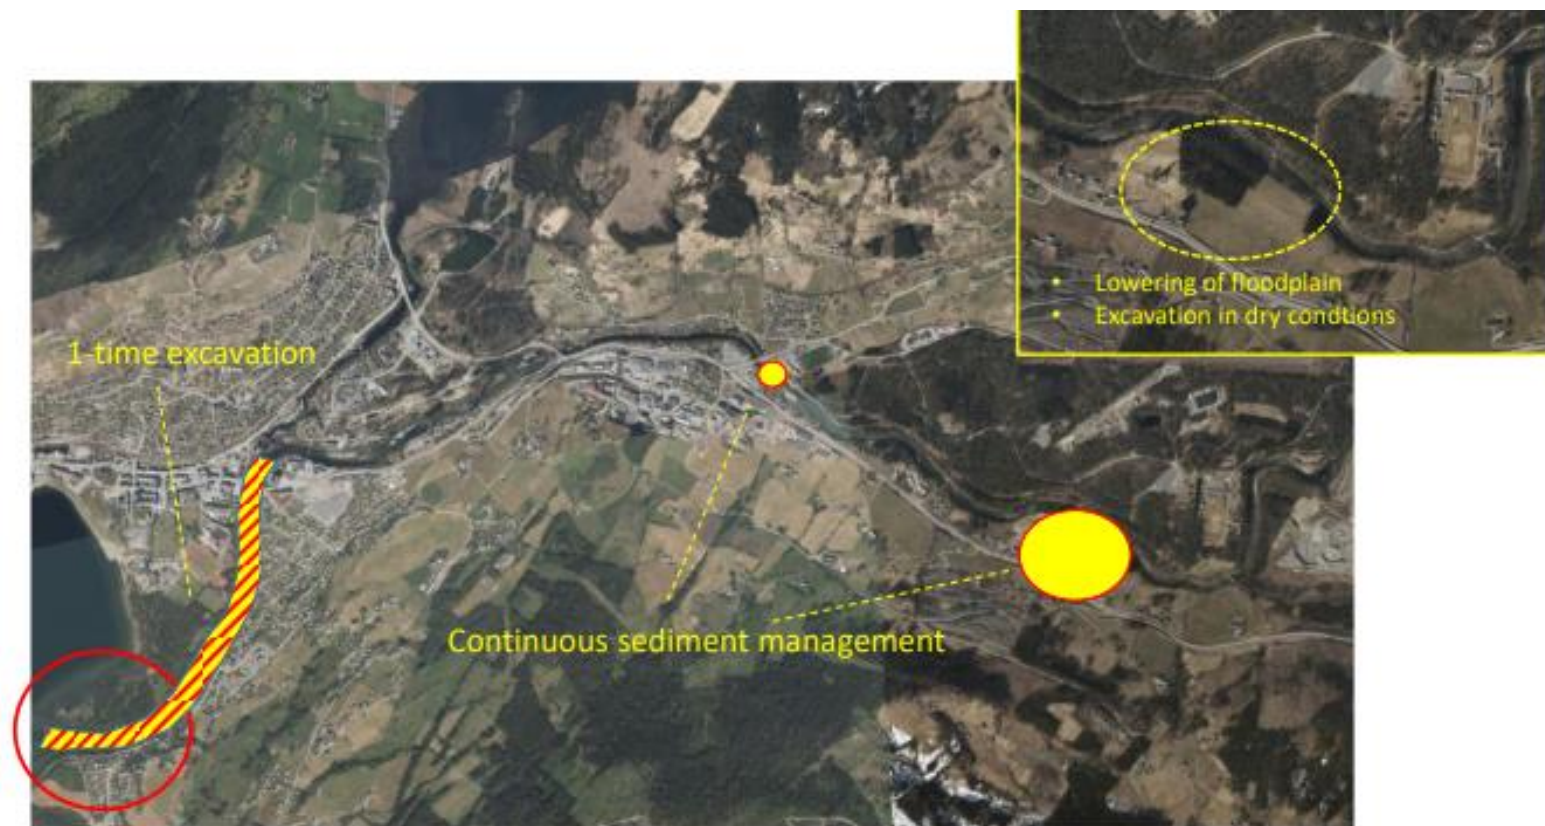 • Lowering of floodplain
• Excavation in dry condtions
1-time excavation
Continuous sediment management